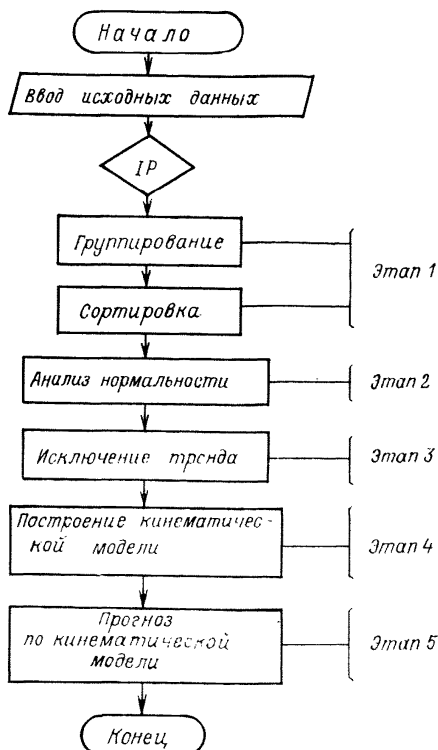 Начало
Ввод исходных данных
IP
Группирование
Этап 1
Сортировка
Анализ нормальности
Этап 2
Исключение тренда
Этап 3
Построение кинематичес-
кой модели
Этап 4
Прогноз
по кинематической
модели
Этап 5
Конец